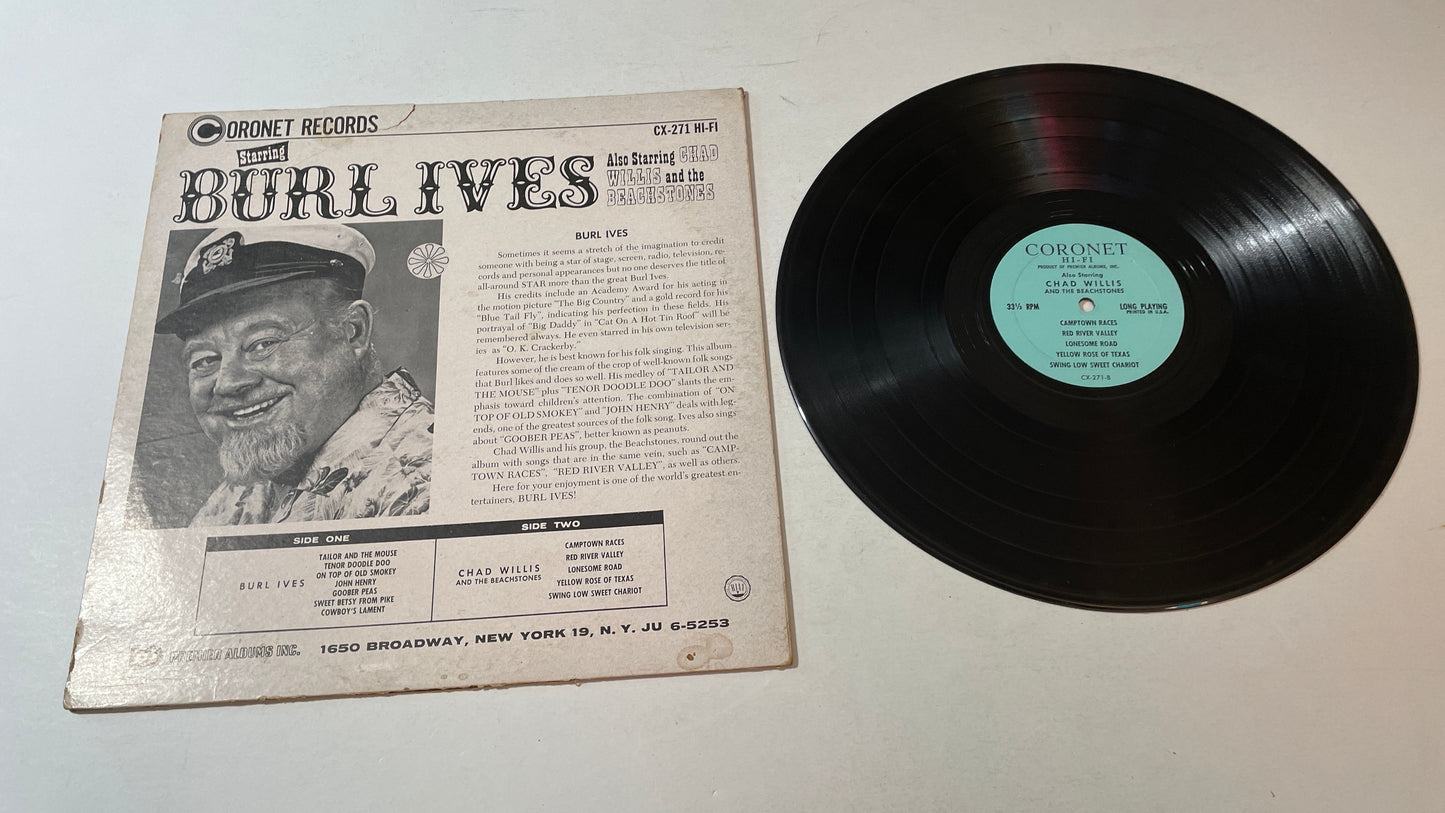 CORONET RECORDS
CX-271 HI-FI
Starring
BURL IVES
Also Starring CHAD
WILLIS and the
BEACHSTONES
BURL IVES
Sometimes it seems a stretch of the imagination to credit
someone with being a star of stage, screen, radio, television, re-
cords and personal appearances but no one deserves the title of
all-around STAR more than the great Burl Ives.
His credits include an Academy Award for his acting in
the motion picture "The Big Country" and a gold record for his
"Blue Tail Fly", indicating his perfection in these fields. His
portrayal of "Big Daddy" in "Cat On A Hot Tin Roof" will be
remembered always. He even starred in his own television ser-
ies as "O. K. Crackerby."
However, he is best known for his folk singing. This album
features some of the cream of the crop of well-known folk songs
that Burl likes and does so well. His medley of "TAILOR AND
THE MOUSE" plus "TENOR DOODLE DOO" slants the em-
phasis toward children's attention. The combination of "ON
TOP OF OLD SMOKEY" and "JOHN HENRY" deals with leg-
ends, one of the greatest sources of the folk song. Ives also sings
about "GOOBER PEAS", better known as peanuts.
Chad Willis and his group, the Beachstones, round out the
album with songs that are in the same vein, such as "CAMP-
TOWN RACES", "RED RIVER VALLEY", as well as others.
Here for your enjoyment is one of the world's greatest en-
tertainers, BURL IVES!
SIDE ONE
BURL IVES
TAILOR AND THE MOUSE
TENOR DOODLE DOO
ON TOP OF OLD SMOKEY
JOHN HENRY
GOOBER PEAS
SWEET BETSY FROM PIKE
COWBOY'S LAMENT
SIDE TWO
CHAD WILLIS
AND THE BEACHSTONES
CAMPTOWN RACES
RED RIVER VALLEY
LONESOME ROAD
YELLOW ROSE OF TEXAS
SWING LOW SWEET CHARIOT
PREMIER ALBUMS INC. 1650 BROADWAY, NEW YORK 19, N. Y. JU 6-5253
CORONET
HI-FI
PRODUCT OF PREMIER ALBUMS, INC.
Also Starring
CHAD WILLIS
AND THE BEACHSTONES
33⅓ RPM
LONG PLAYING
PRINTED IN U.S.A.
CAMPTOWN RACES
RED RIVER VALLEY
LONESOME ROAD
YELLOW ROSE OF TEXAS
SWING LOW SWEET CHARIOT
CX-271-B